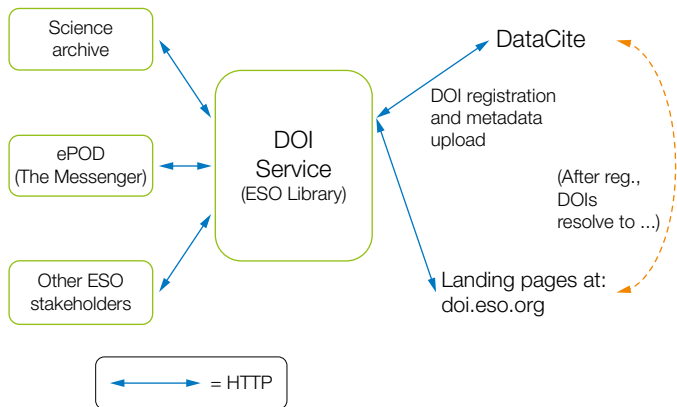 Science
archive
ePOD
(The Messenger)
Other ESO
stakeholders
DOI
Service
(ESO Library)
DataCite
DOI registration
and metadata
upload
(After reg.,
DOIs
resolve to ...)
Landing pages at:
doi.eso.org
= HTTP